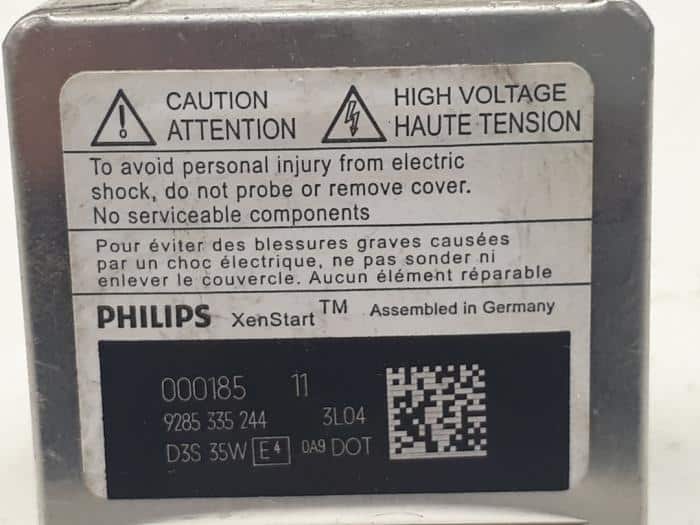 CAUTION
ATTENTION
HIGH VOLTAGE
HAUTE TENSION
To avoid personal injury from electric
shock, do not probe or remove cover.
No serviceable components
Pour éviter des blessures graves causées
par un choc électrique, ne pas sonder ni
enlever le couvercle. Aucun élément réparable
PHILIPS XenStart™ Assembled in Germany
000185 11
9285 335 244 3L04
D3S 35W E4 0A9 DOT